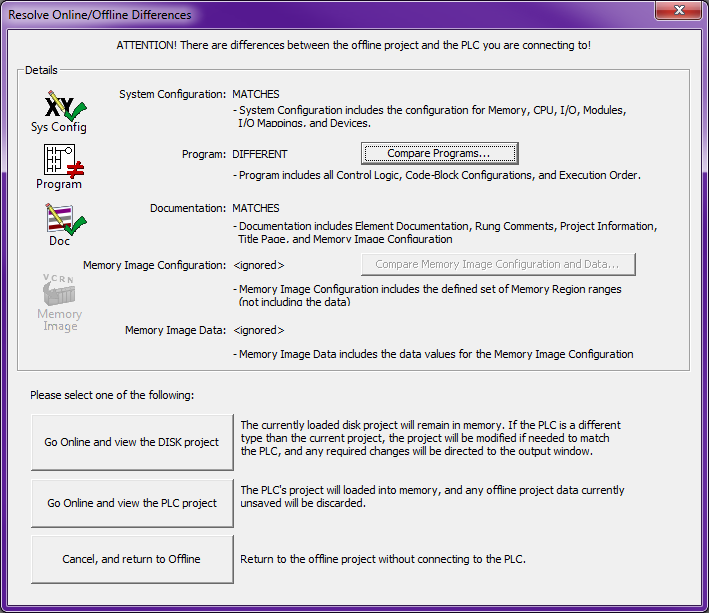 Resolve Online/Offline Differences
ATTENTION! There are differences between the offline project and the PLC you are connecting to!
Details
XY
Sys Config
System Configuration: MATCHES
- System Configuration includes the configuration for Memory, CPU, I/O, Modules,
I/O Mappings, and Devices.
Program
Program: DIFFERENT
Compare Programs...
- Program includes all Control Logic, Code-Block Configurations, and Execution Order.
Doc
Documentation: MATCHES
- Documentation includes Element Documentation, Rung Comments, Project Information,
Title Page, and Memory Image Configuration
VCRN
Memory
Image
Memory Image Configuration: <ignored>
Compare Memory Image Configuration and Data...
- Memory Image Configuration includes the defined set of Memory Region ranges
(not including the data)
Memory Image Data: <ignored>
- Memory Image Data includes the data values for the Memory Image Configuration
Please select one of the following:
Go Online and view the DISK project
The currently loaded disk project will remain in memory. If the PLC is a different
type than the current project, the project will be modified if needed to match
the PLC, and any required changes will be directed to the output window.
Go Online and view the PLC project
The PLC's project will loaded into memory, and any offline project data currently
unsaved will be discarded.
Cancel, and return to Offline
Return to the offline project without connecting to the PLC.